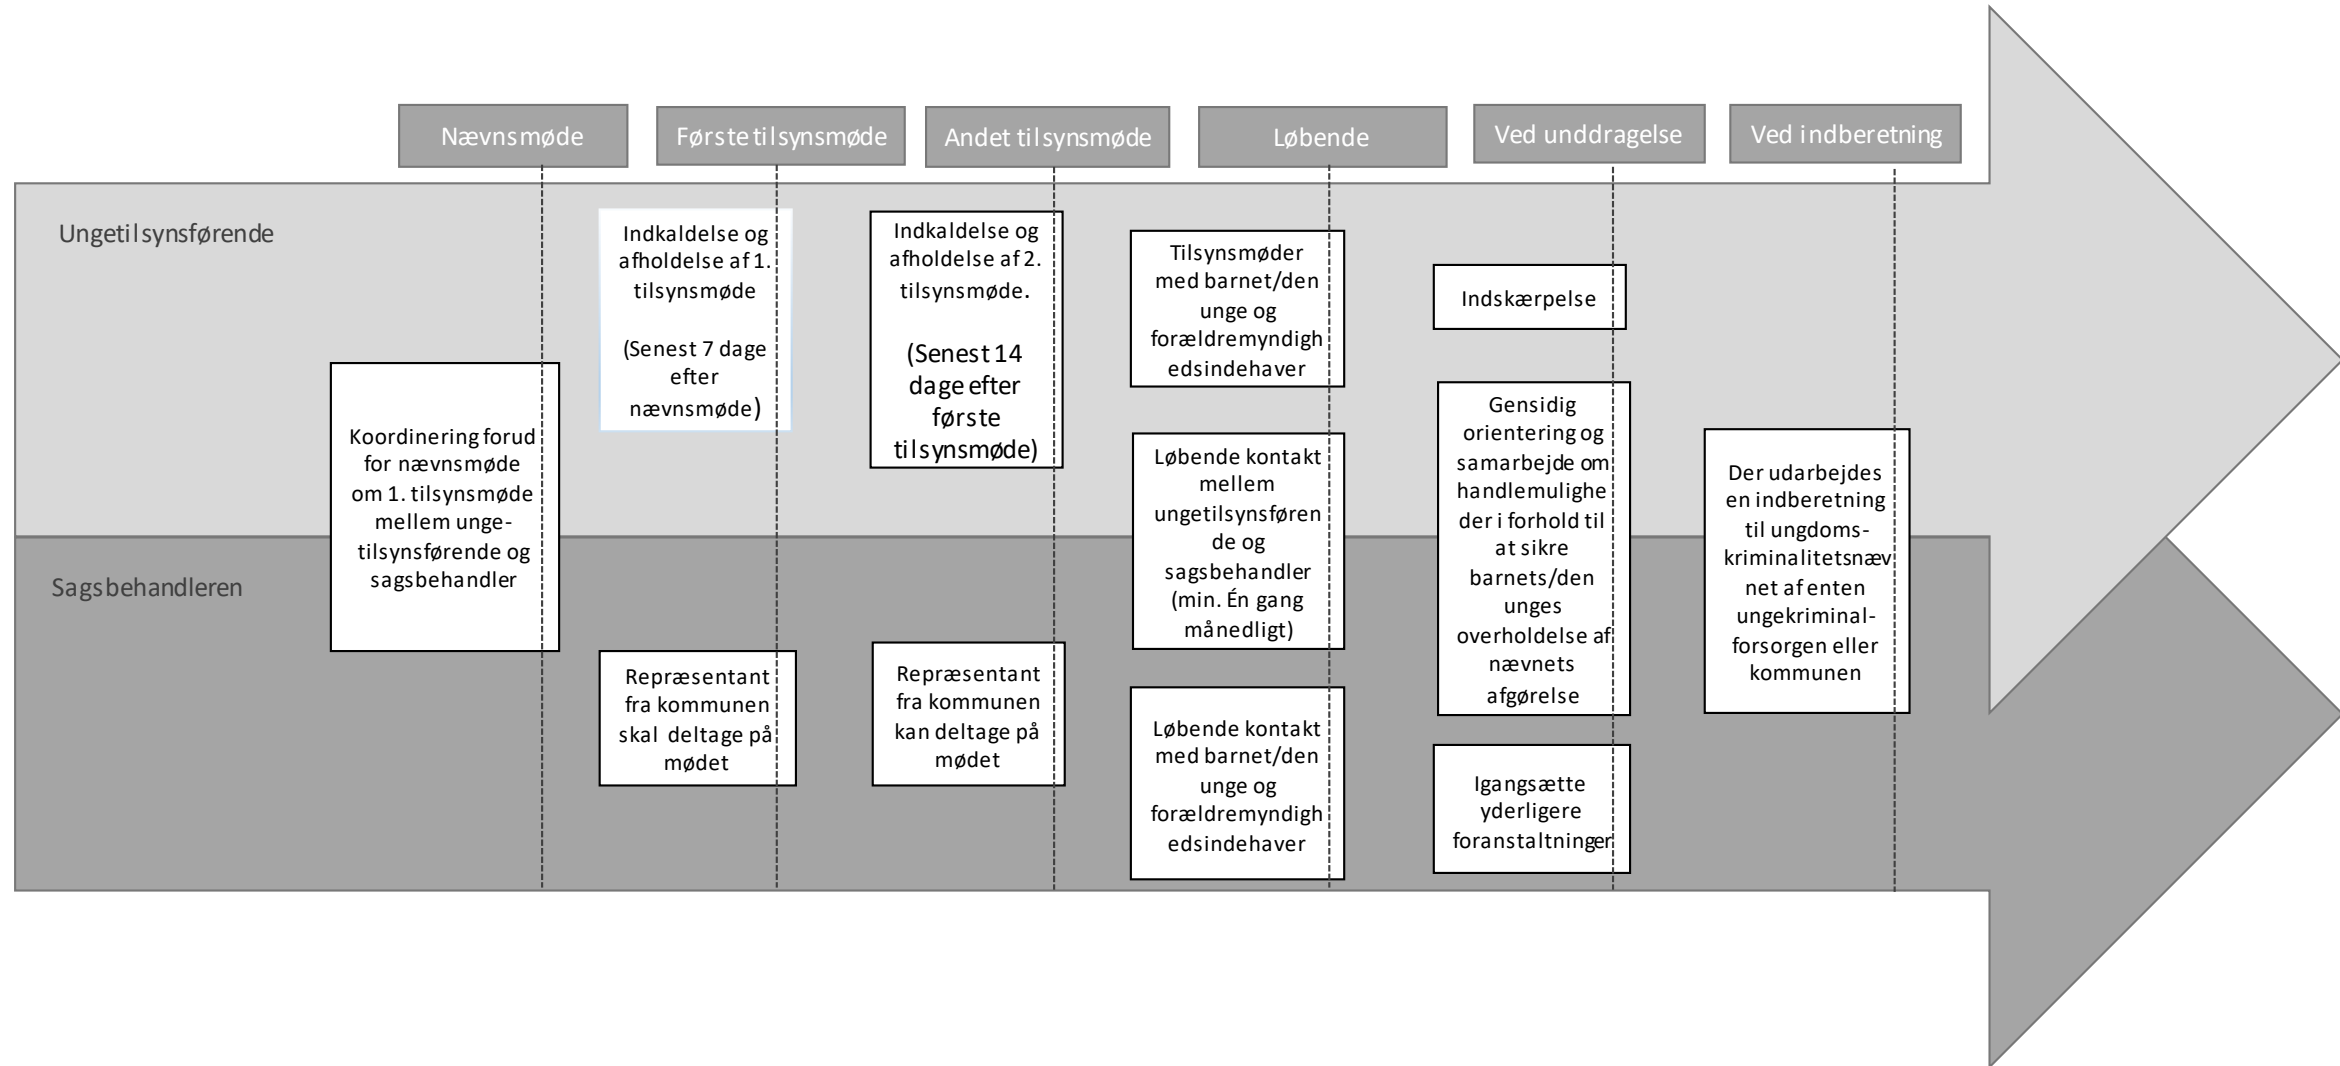 Nævnsmøde
Første tilsynsmøde
Andet tilsynsmøde
Løbende
Ved unddragelse
Ved indberetning
Ungetilsynsførende
Sagsbehandleren
Koordinering forud
for nævnsmøde
om 1. tilsynsmøde
mellem unge-
tilsynsførende og
sagsbehandler
Indkaldelse og
afholdelse af 1.
tilsynsmøde
(Senest 7 dage
efter
nævnsmøde)
Repræsentant
fra kommunen
skal deltage på
mødet
Indkaldelse og
afholdelse af 2.
tilsynsmøde.
(Senest 14
dage efter
første
tilsynsmøde)
Repræsentant
fra kommunen
kan deltage på
mødet
Tilsynsmøder
med barnet/den
unge og
forældremyndigh
edsindehaver
Løbende kontakt
mellem
ungetilsynsføren
de og
sagsbehandler
(min. Én gang
månedligt)
Løbende kontakt
med barnet/den
unge og
forældremyndigh
edsindehaver
Indskærpelse
Gensidig
orientering og
samarbejde om
handlemulighe
der i forhold til
at sikre
barnets/den
unges
overholdelse af
nævnets
afgørelse
Igangsætte
yderligere
foranstaltninger
Der udarbejdes
en indberetning
til ungdoms-
kriminalitetsnæv
net af enten
ungekriminal-
forsorgen eller
kommunen